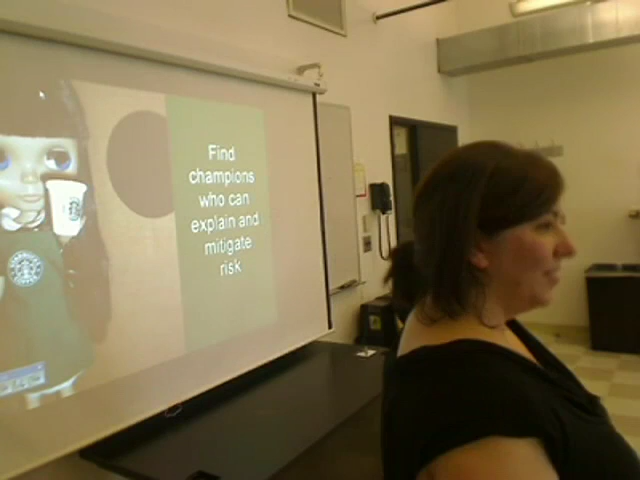 Find
champions
who can
explain and
mitigate
risk